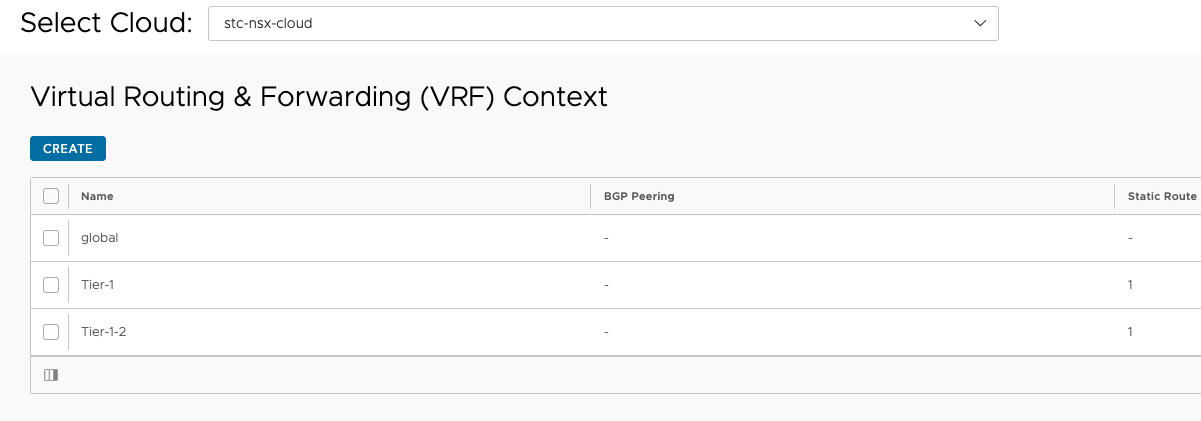 Select Cloud: stc-nsx-cloud
Virtual Routing & Forwarding (VRF) Context
CREATE
Name BGP Peering Static Route
global - -
Tier-1 - 1
Tier-1-2 - 1